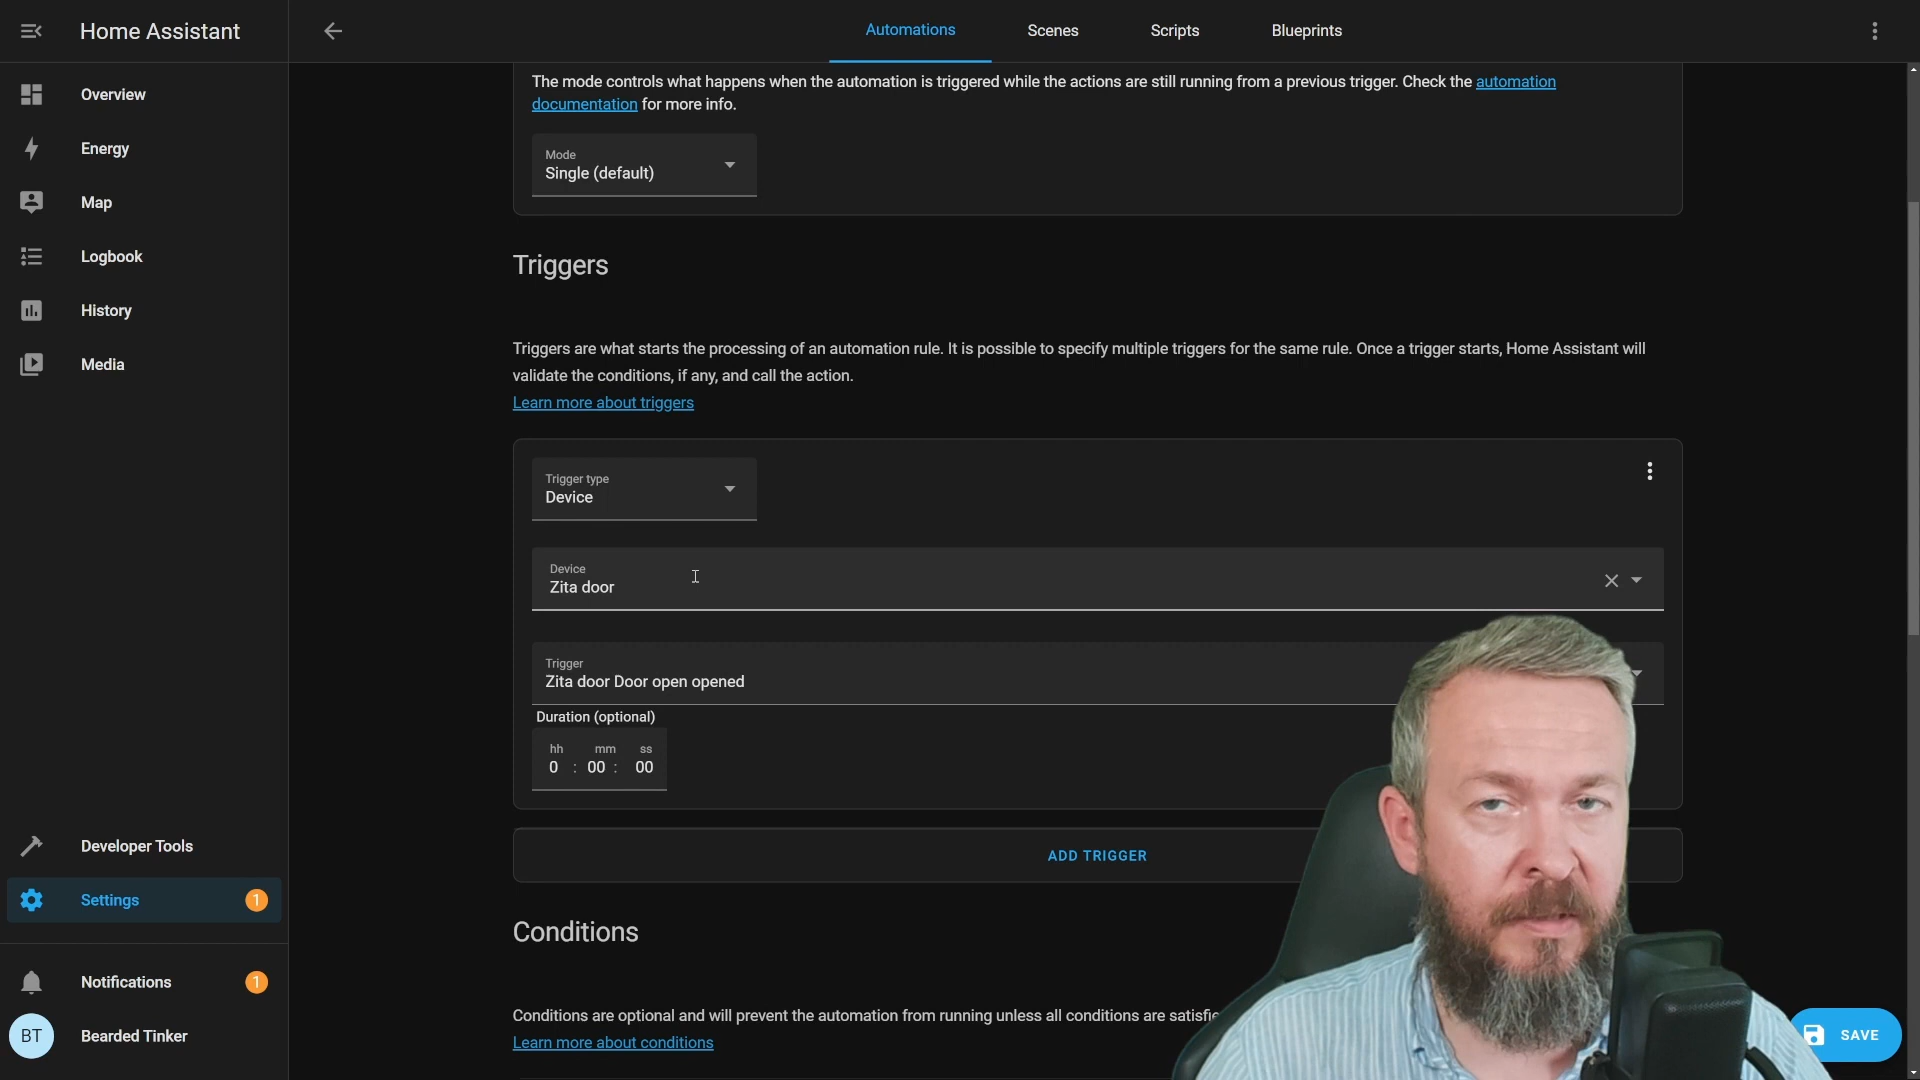 Home Assistant
Automations
Scenes
Scripts
Blueprints
Overview
Energy
Map
Logbook
History
Media
Developer Tools
Settings
1
Notifications
1
BT
Bearded Tinker
The mode controls what happens when the automation is triggered while the actions are still running from a previous trigger. Check the automation
documentation for more info.
Mode
Single (default)
Triggers
Triggers are what starts the processing of an automation rule. It is possible to specify multiple triggers for the same rule. Once a trigger starts, Home Assistant will
validate the conditions, if any, and call the action.
Learn more about triggers
Trigger type
Device
Device
Zita door
Trigger
Zita door Door open opened
Duration (optional)
hh mm ss
0 : 00 : 00
ADD TRIGGER
Conditions
Conditions are optional and will prevent the automation from running unless all conditions are
Learn more about conditions
SAVE